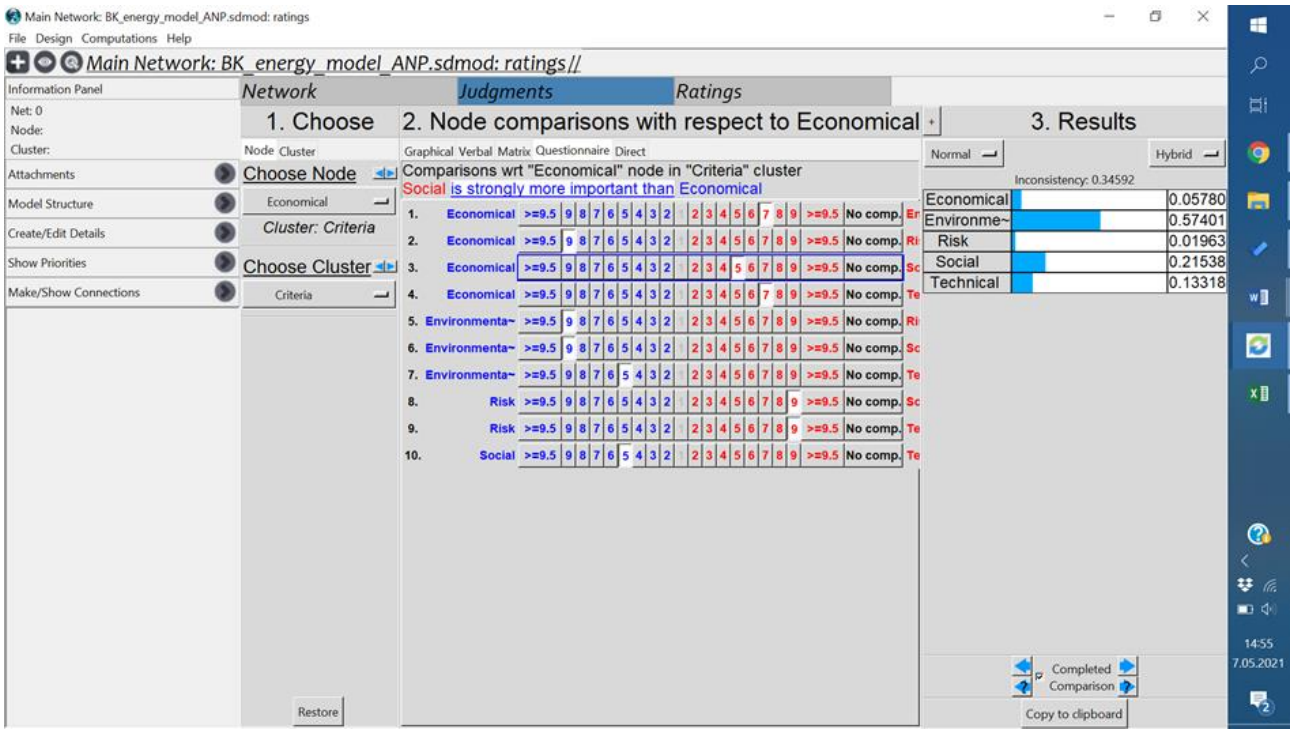 Main Network: BK_energy_model_ANP.sdmod: ratings
File Design Computations Help
Main Network: BK_energy_model_ANP.sdmod: ratings//
Information Panel
Net: 0
Node:
Cluster:
Attachments
Model Structure
Create/Edit Details
Show Priorities
Make/Show Connections
Network Judgments Ratings
1. Choose
Node Cluster
Choose Node
Economical
Cluster: Criteria
Choose Cluster
Criteria
Restore
2. Node comparisons with respect to Economical
Graphical Verbal Matrix Questionnaire Direct
Comparisons wrt "Economical" node in "Criteria" cluster
Social is strongly more important than Economical
1. Economical >=9.5 9 8 7 6 5 4 3 2 1 2 3 4 5 6 7 8 9 >=9.5 No comp. En
2. Economical >=9.5 9 8 7 6 5 4 3 2 1 2 3 4 5 6 7 8 9 >=9.5 No comp. Ri
3. Economical >=9.5 9 8 7 6 5 4 3 2 1 2 3 4 5 6 7 8 9 >=9.5 No comp. Sc
4. Economical >=9.5 9 8 7 6 5 4 3 2 1 2 3 4 5 6 7 8 9 >=9.5 No comp. Te
5. Environmenta~ >=9.5 9 8 7 6 5 4 3 2 1 2 3 4 5 6 7 8 9 >=9.5 No comp. Ri
6. Environmenta~ >=9.5 9 8 7 6 5 4 3 2 1 2 3 4 5 6 7 8 9 >=9.5 No comp. Sc
7. Environmenta~ >=9.5 9 8 7 6 5 4 3 2 1 2 3 4 5 6 7 8 9 >=9.5 No comp. Te
8. Risk >=9.5 9 8 7 6 5 4 3 2 1 2 3 4 5 6 7 8 9 >=9.5 No comp. Sc
9. Risk >=9.5 9 8 7 6 5 4 3 2 1 2 3 4 5 6 7 8 9 >=9.5 No comp. Te
10. Social >=9.5 9 8 7 6 5 4 3 2 1 2 3 4 5 6 7 8 9 >=9.5 No comp. Te
+ 3. Results
Normal Hybrid
Inconsistency: 0.34592
Economical 0.05780
Environme~ 0.57401
Risk 0.01963
Social 0.21538
Technical 0.13318
Completed
Comparison
Copy to clipboard
14:55
7.05.2021
2